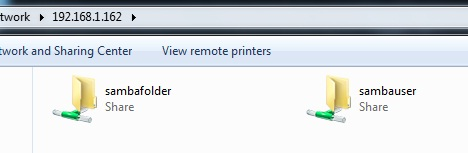 twork ▸ 192.168.1.162 ▸
twork and Sharing Center View remote printers
sambafolder
Share
sambauser
Share